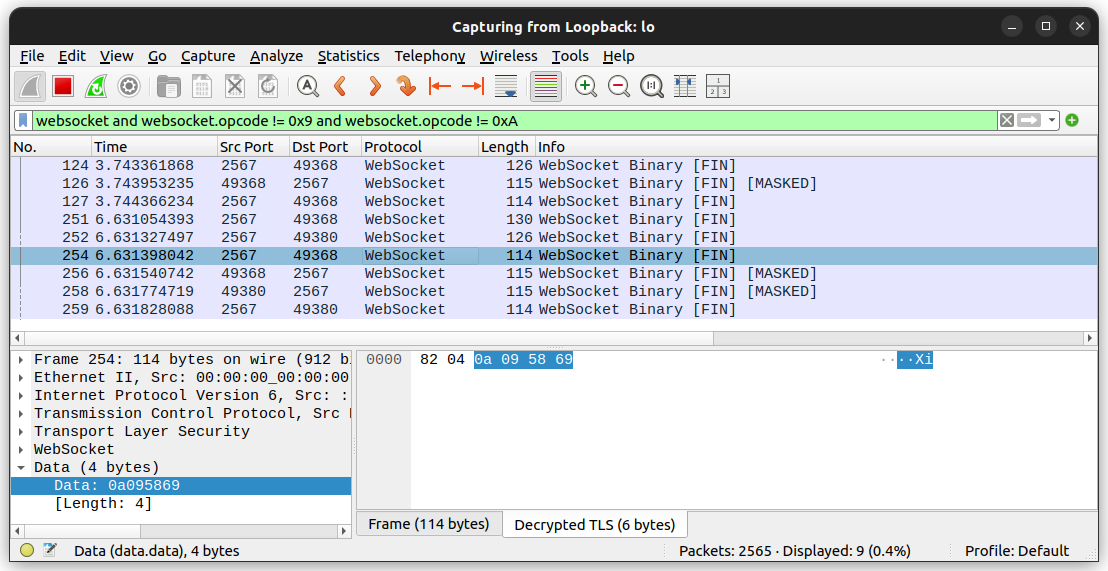 Capturing from Loopback: lo
File Edit View Go Capture Analyze Statistics Telephony Wireless Tools Help
websocket and websocket.opcode != 0x9 and websocket.opcode != 0xA
No. Time Src Port Dst Port Protocol Length Info
124 3.743361868 2567 49368 WebSocket 126 WebSocket Binary [FIN]
126 3.743953235 49368 2567 WebSocket 115 WebSocket Binary [FIN] [MASKED]
127 3.744366234 2567 49368 WebSocket 114 WebSocket Binary [FIN]
251 6.631054393 2567 49368 WebSocket 130 WebSocket Binary [FIN]
252 6.631327497 2567 49380 WebSocket 126 WebSocket Binary [FIN]
254 6.631398042 2567 49368 WebSocket 114 WebSocket Binary [FIN]
256 6.631540742 49368 2567 WebSocket 115 WebSocket Binary [FIN] [MASKED]
258 6.631774719 49380 2567 WebSocket 115 WebSocket Binary [FIN] [MASKED]
259 6.631828088 2567 49380 WebSocket 114 WebSocket Binary [FIN]
Frame 254: 114 bytes on wire (912 bi
Ethernet II, Src: 00:00:00_00:00:00
Internet Protocol Version 6, Src: :
Transmission Control Protocol, Src
Transport Layer Security
WebSocket
Data (4 bytes)
Data: 0a095869
[Length: 4]
0000 82 04 0a 09 58 69 ····Xi
Frame (114 bytes) Decrypted TLS (6 bytes)
Data (data.data), 4 bytes Packets: 2565 · Displayed: 9 (0.4%) Profile: Default